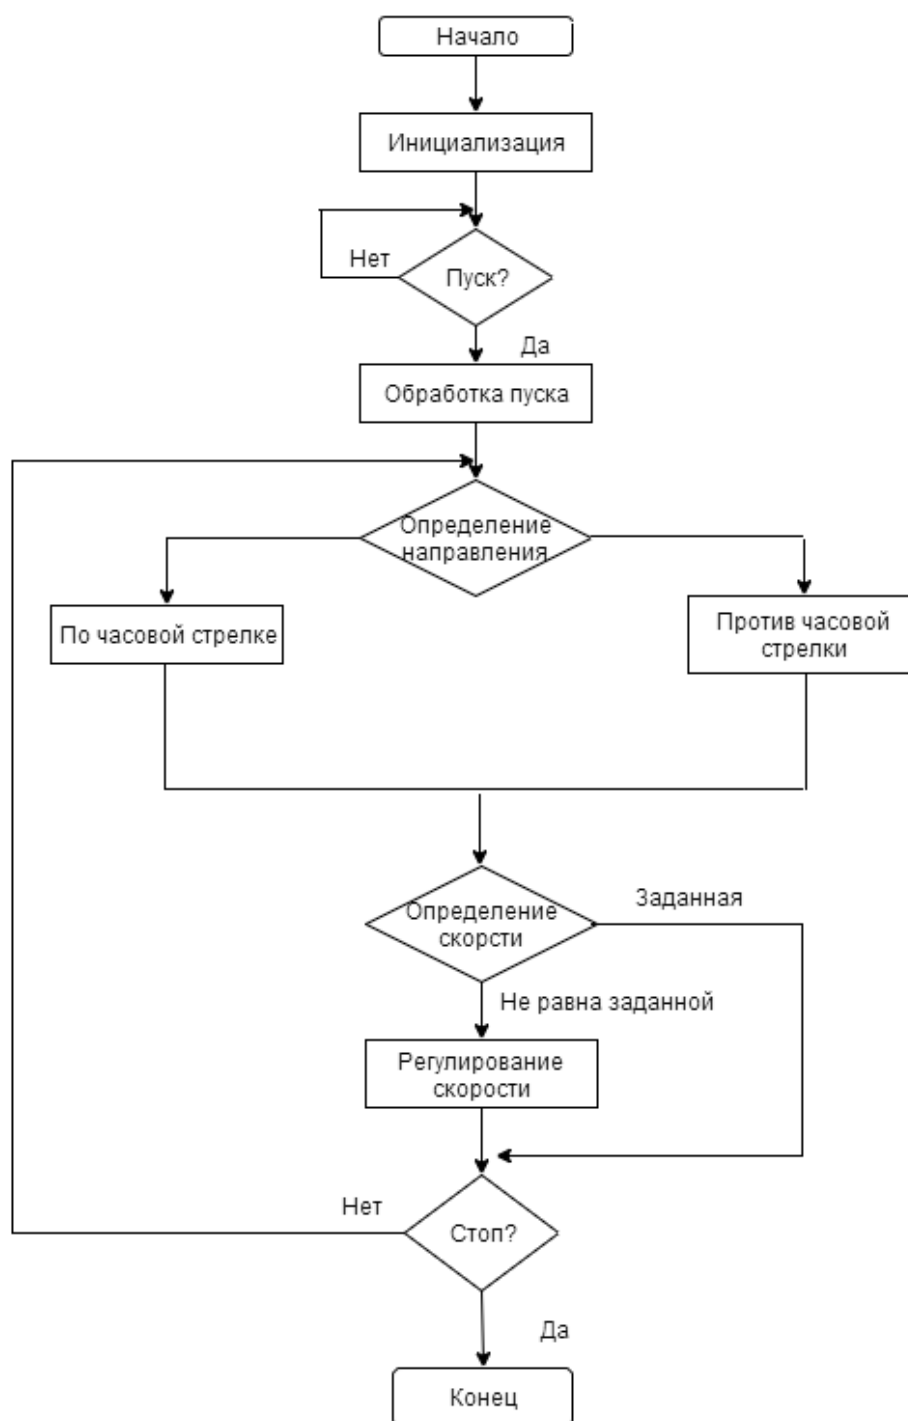 Начало
Инициализация
Нет
Пуск?
Да
Обработка пуска
Определение
направления
По часовой стрелке
Против часовой
стрелки
Заданная
Определение
скорсти
Не равна заданной
Регулирование
скорости
Нет
Стоп?
Да
Конец